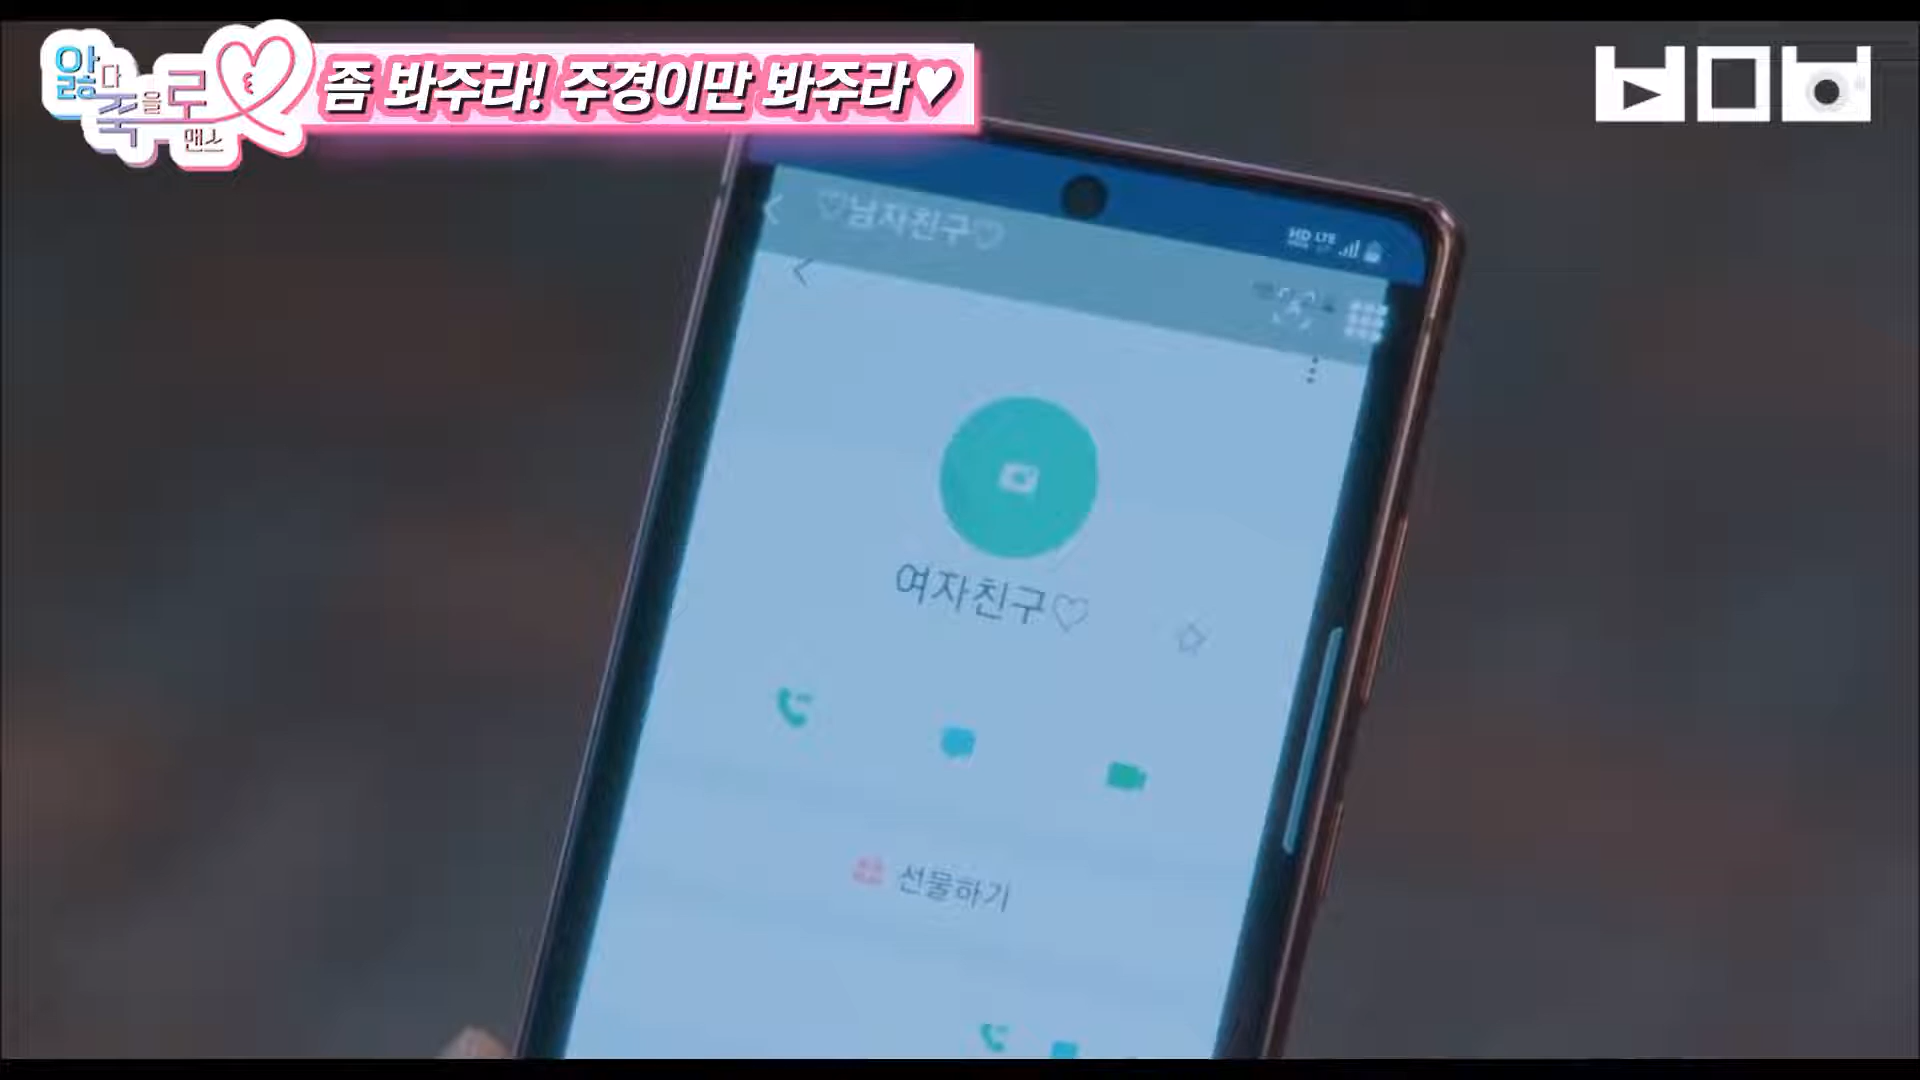 앓다 죽을 로맨스
좀 봐주라! 주경이만 봐주라♥
♡남자친구♡
HD LTE
여자친구♡
선물하기